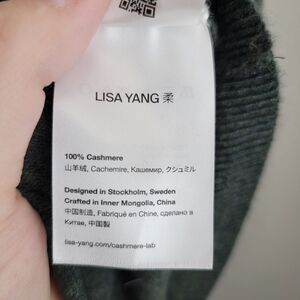 LISA YANG 柔
100% Cashmere
山羊绒, Cachemire, Кашемир, クシュミル
Designed in Stockholm, Sweden
Crafted in Inner Mongolia, China
中国制造, Fabriqué en Chine, сделано в
Китае, 中国製
lisa-yang.com/cashmere-lab